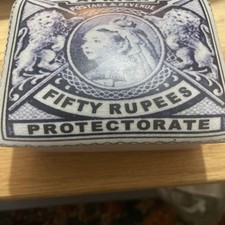 POSTAGE & REVENUE
FIFTY RUPEES
PROTECTORATE